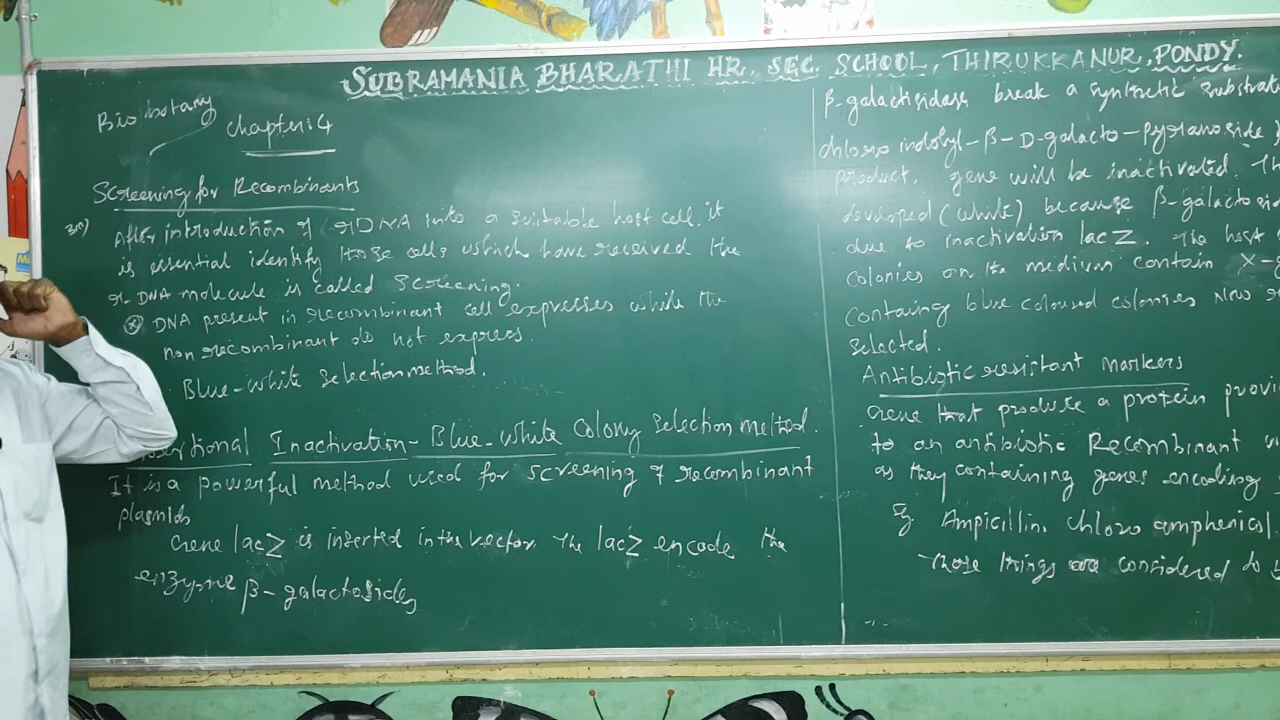 SUBRAMANIA BHARATHI HR. SEC. SCHOOL, THIRUKKANUR, PONDY.
Bio botany
chapter: 4
Screening for Recombinants
After introduction of rDNA into a suitable host cell. it
is essential identify those cells which have received the
r DNA molecule is called screening.
DNA present in recombinant cell expresses while the
non recombinant do not express.
Blue-white selection method.
Inactivation - Blue-white Colony Selection method.
It is a powerful method used for screening of recombinant
plasmids
Gene lacZ is inserted in the vector. The lacZ encode the
enzyme β-galactosides
β-galactisidase break a synthetic substrat
chloro indolyl-β-D-galacto-pyranoside
product, gene will be inactivated. Th
developed (white) because β-galactosi
due to inactivation lacZ. The host
colonies on the medium contain X-g
containing blue coloured colonies
selected.
Antibiotic resistant markers
Gene that produce a protein provi
to an antibiotic Recombinant
as they containing genes encoding
Eg. Ampicillin, chloro amphenicol.
Those things are considered to